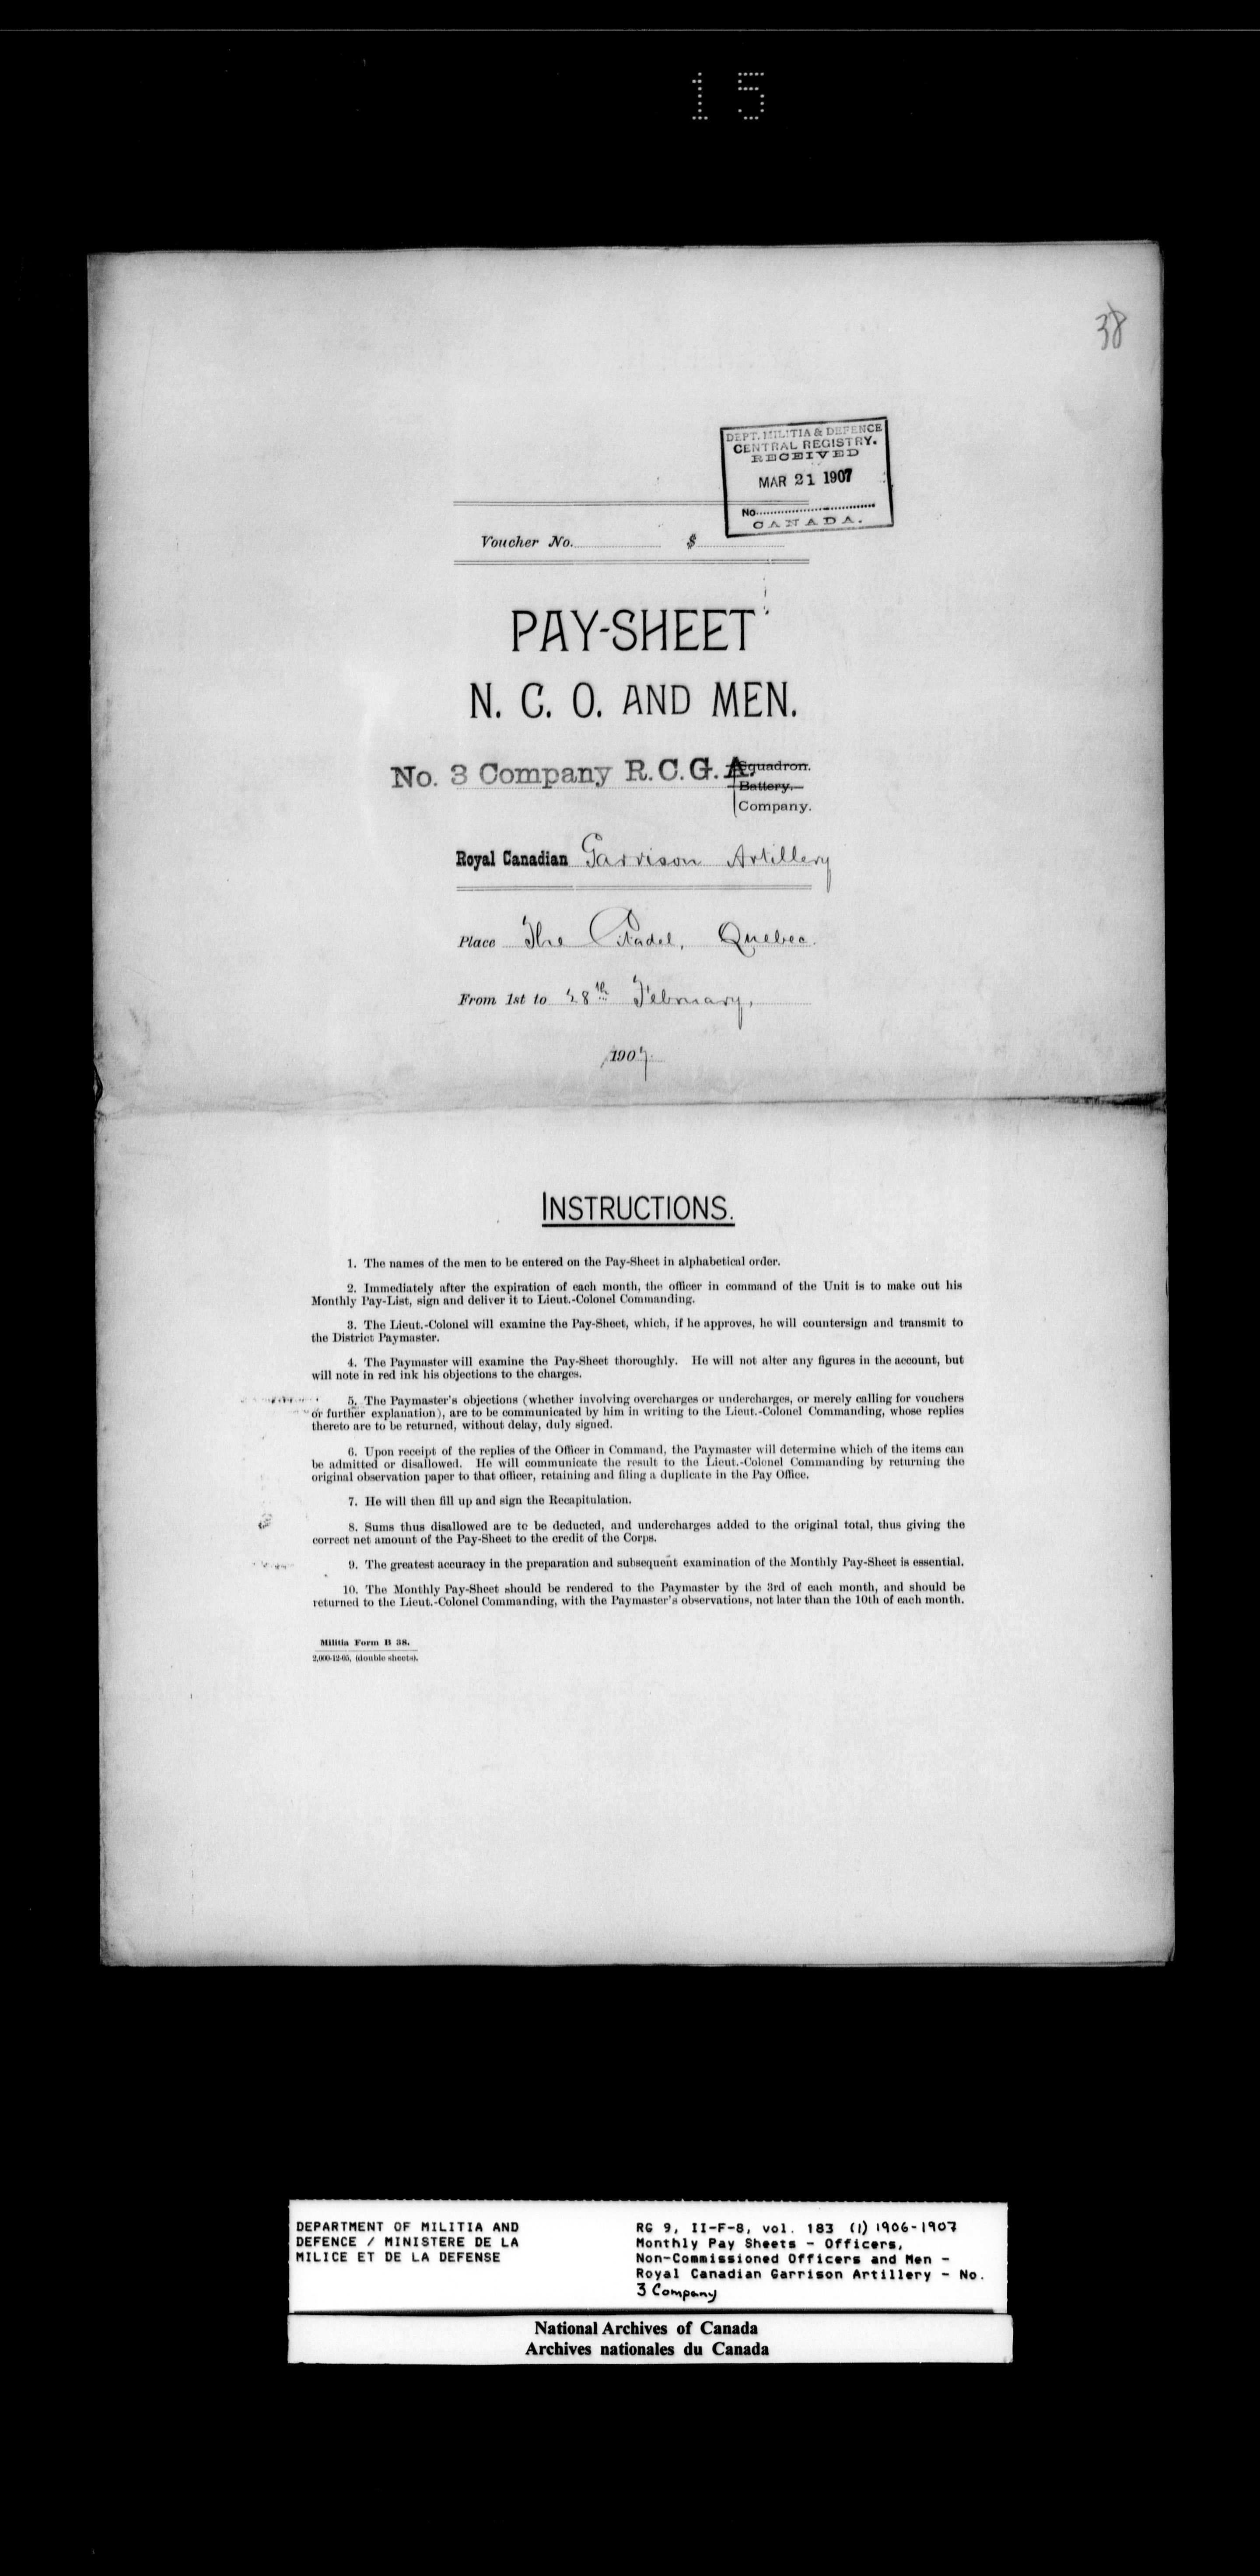 15
38
DEPT. MILITIA & DEFENCE
CENTRAL REGISTRY.
RECEIVED
MAR 21 1907
No.
CANADA.
Voucher No. $
PAY-SHEET
N. C. O. AND MEN.
No. 3 Company R.C.G.A.
Squadron.
Battery.
Company.
Royal Canadian Garrison Artillery
Place The Citadel, Quebec.
From 1st to 28th February,
1907.
INSTRUCTIONS.
1. The names of the men to be entered on the Pay-Sheet in alphabetical order.
2. Immediately after the expiration of each month, the officer in command of the Unit is to make out his
Monthly Pay-List, sign and deliver it to Lieut.-Colonel Commanding.
3. The Lieut.-Colonel will examine the Pay-Sheet, which, if he approves, he will countersign and transmit to
the District Paymaster.
4. The Paymaster will examine the Pay-Sheet thoroughly. He will not alter any figures in the account, but
will note in red ink his objections to the charges.
5. The Paymaster's objections (whether involving overcharges or undercharges, or merely calling for vouchers
or further explanation), are to be communicated by him in writing to the Lieut.-Colonel Commanding, whose replies
thereto are to be returned, without delay, duly signed.
6. Upon receipt of the replies of the Officer in Command, the Paymaster will determine which of the items can
be admitted or disallowed. He will communicate the result to the Lieut.-Colonel Commanding by returning the
original observation paper to that officer, retaining and filing a duplicate in the Pay Office.
7. He will then fill up and sign the Recapitulation.
8. Sums thus disallowed are to be deducted, and undercharges added to the original total, thus giving the
correct net amount of the Pay-Sheet to the credit of the Corps.
9. The greatest accuracy in the preparation and subsequent examination of the Monthly Pay-Sheet is essential.
10. The Monthly Pay-Sheet should be rendered to the Paymaster by the 3rd of each month, and should be
returned to the Lieut.-Colonel Commanding, with the Paymaster's observations, not later than the 10th of each month.
Militia Form B 38.
2,000-12-05, (double sheets).
DEPARTMENT OF MILITIA AND
DEFENCE / MINISTERE DE LA
MILICE ET DE LA DEFENSE
RG 9, II-F-8, vol. 183 (1) 1906-1907
Monthly Pay Sheets - Officers,
Non-Commissioned Officers and Men -
Royal Canadian Garrison Artillery - No.
3 Company
National Archives of Canada
Archives nationales du Canada